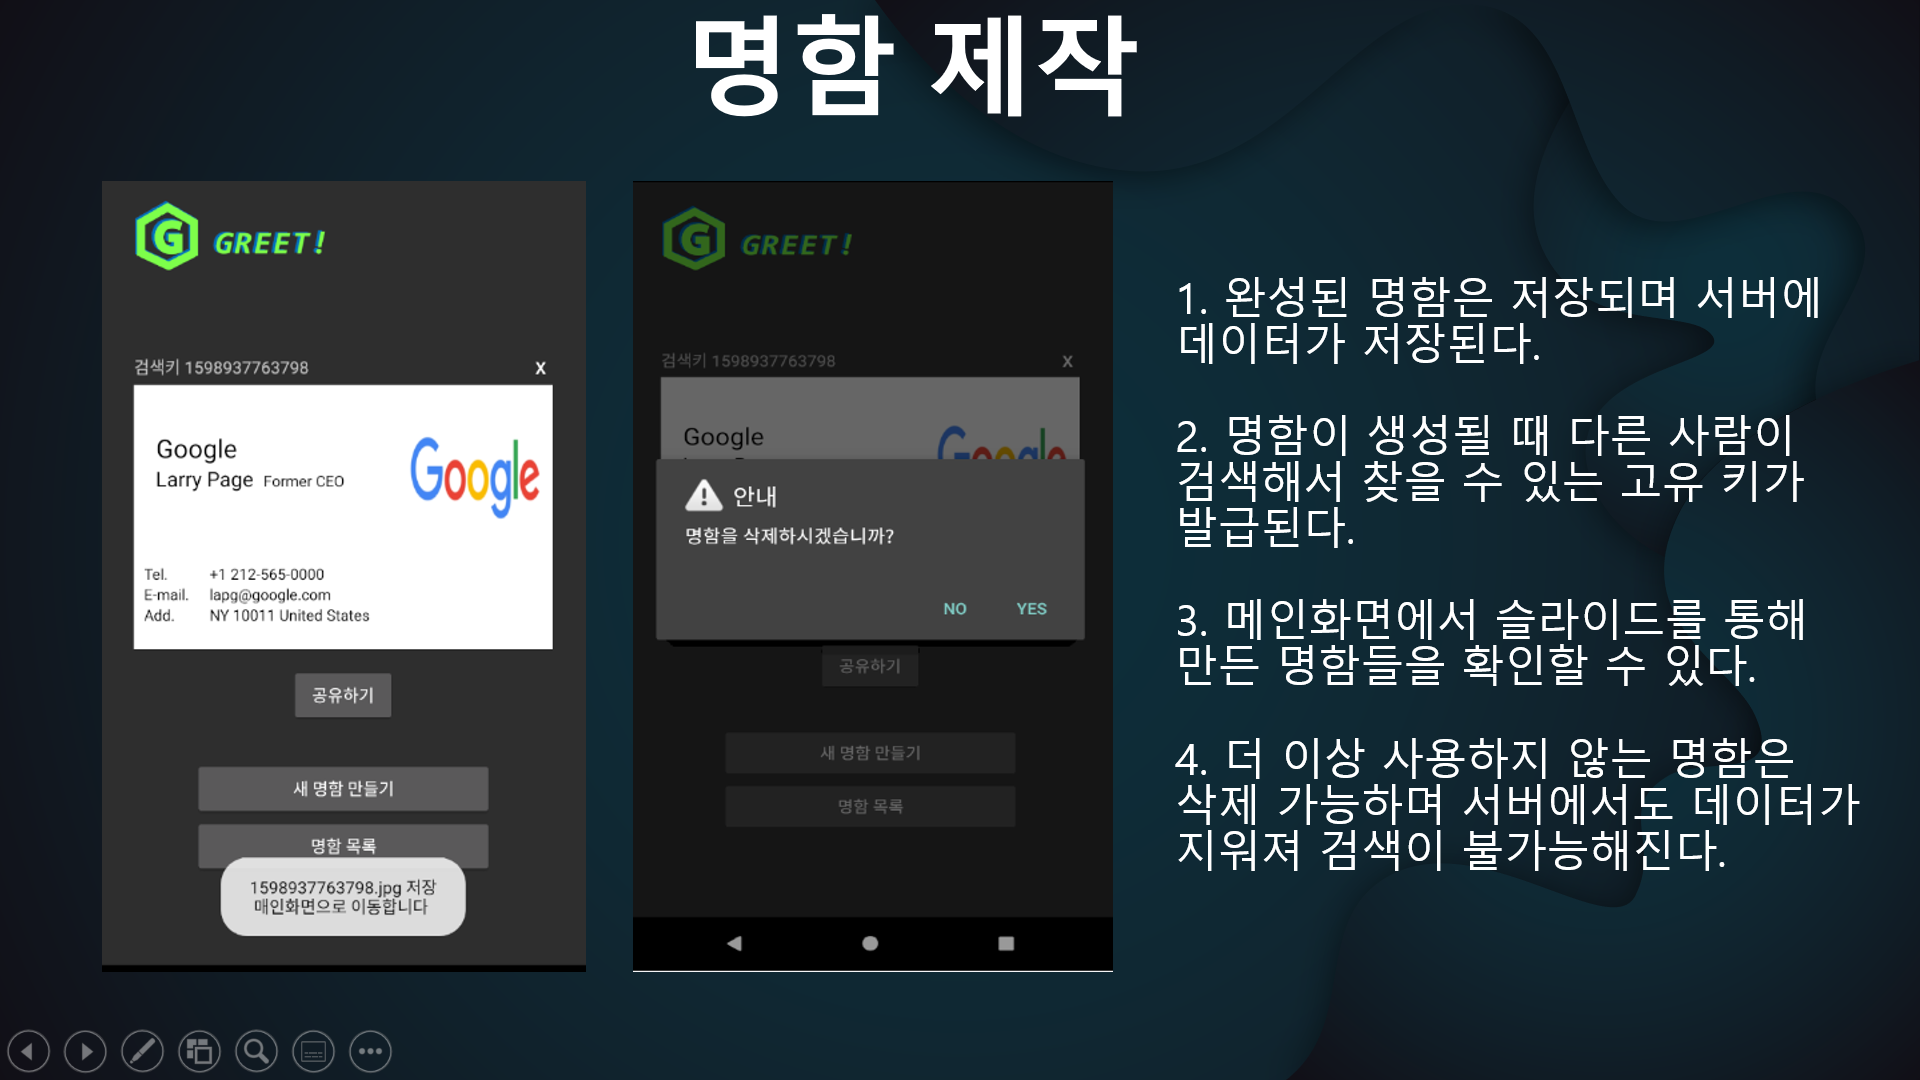 명함 제작
GREET!
검색키 1598937763798 X
Google
Larry Page Former CEO
Google
Tel. +1 212-565-0000
E-mail. lapg@google.com
Add. NY 10011 United States
공유하기
새 명함 만들기
명함 목록
1598937763798.jpg 저장
매인화면으로 이동합니다
GREET!
검색키 1598937763798 X
Google
Google
안내
명함을 삭제하시겠습니까?
NO YES
공유하기
새 명함 만들기
명함 목록
1. 완성된 명함은 저장되며 서버에
데이터가 저장된다.
2. 명함이 생성될 때 다른 사람이
검색해서 찾을 수 있는 고유 키가
발급된다.
3. 메인화면에서 슬라이드를 통해
만든 명함들을 확인할 수 있다.
4. 더 이상 사용하지 않는 명함은
삭제 가능하며 서버에서도 데이터가
지워져 검색이 불가능해진다.